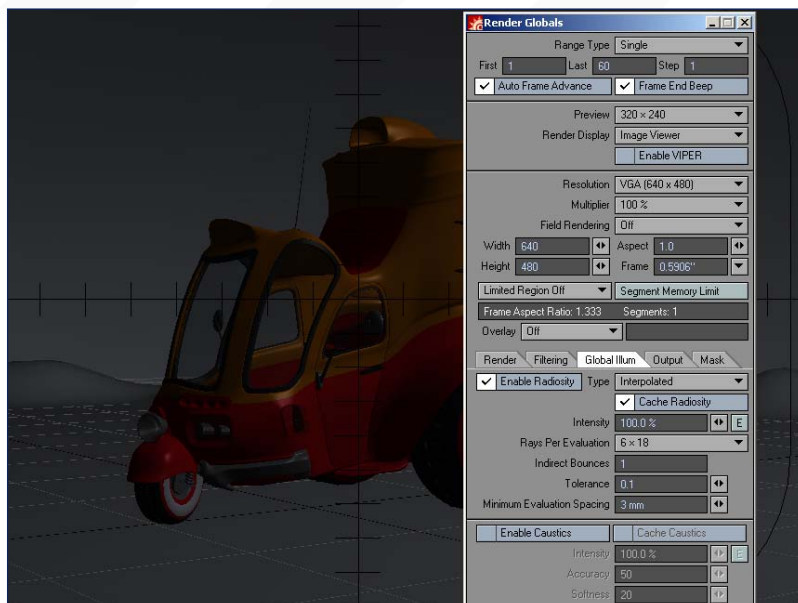 Render Globals
Range Type Single
First 1 Last 60 Step 1
Auto Frame Advance Frame End Beep
Preview 320 × 240
Render Display Image Viewer
Enable VIPER
Resolution VGA (640 x 480)
Multiplier 100 %
Field Rendering Off
Width 640 Aspect 1.0
Height 480 Frame 0.5906"
Limited Region Off Segment Memory Limit
Frame Aspect Ratio: 1.333 Segments: 1
Overlay Off
Render Filtering Global Illum Output Mask
Enable Radiosity Type Interpolated
Cache Radiosity
Intensity 100.0 % E
Rays Per Evaluation 6 × 18
Indirect Bounces 1
Tolerance 0.1
Minimum Evaluation Spacing 3 mm
Enable Caustics Cache Caustics
Intensity 100.0 % E
Accuracy 50
Softness 20